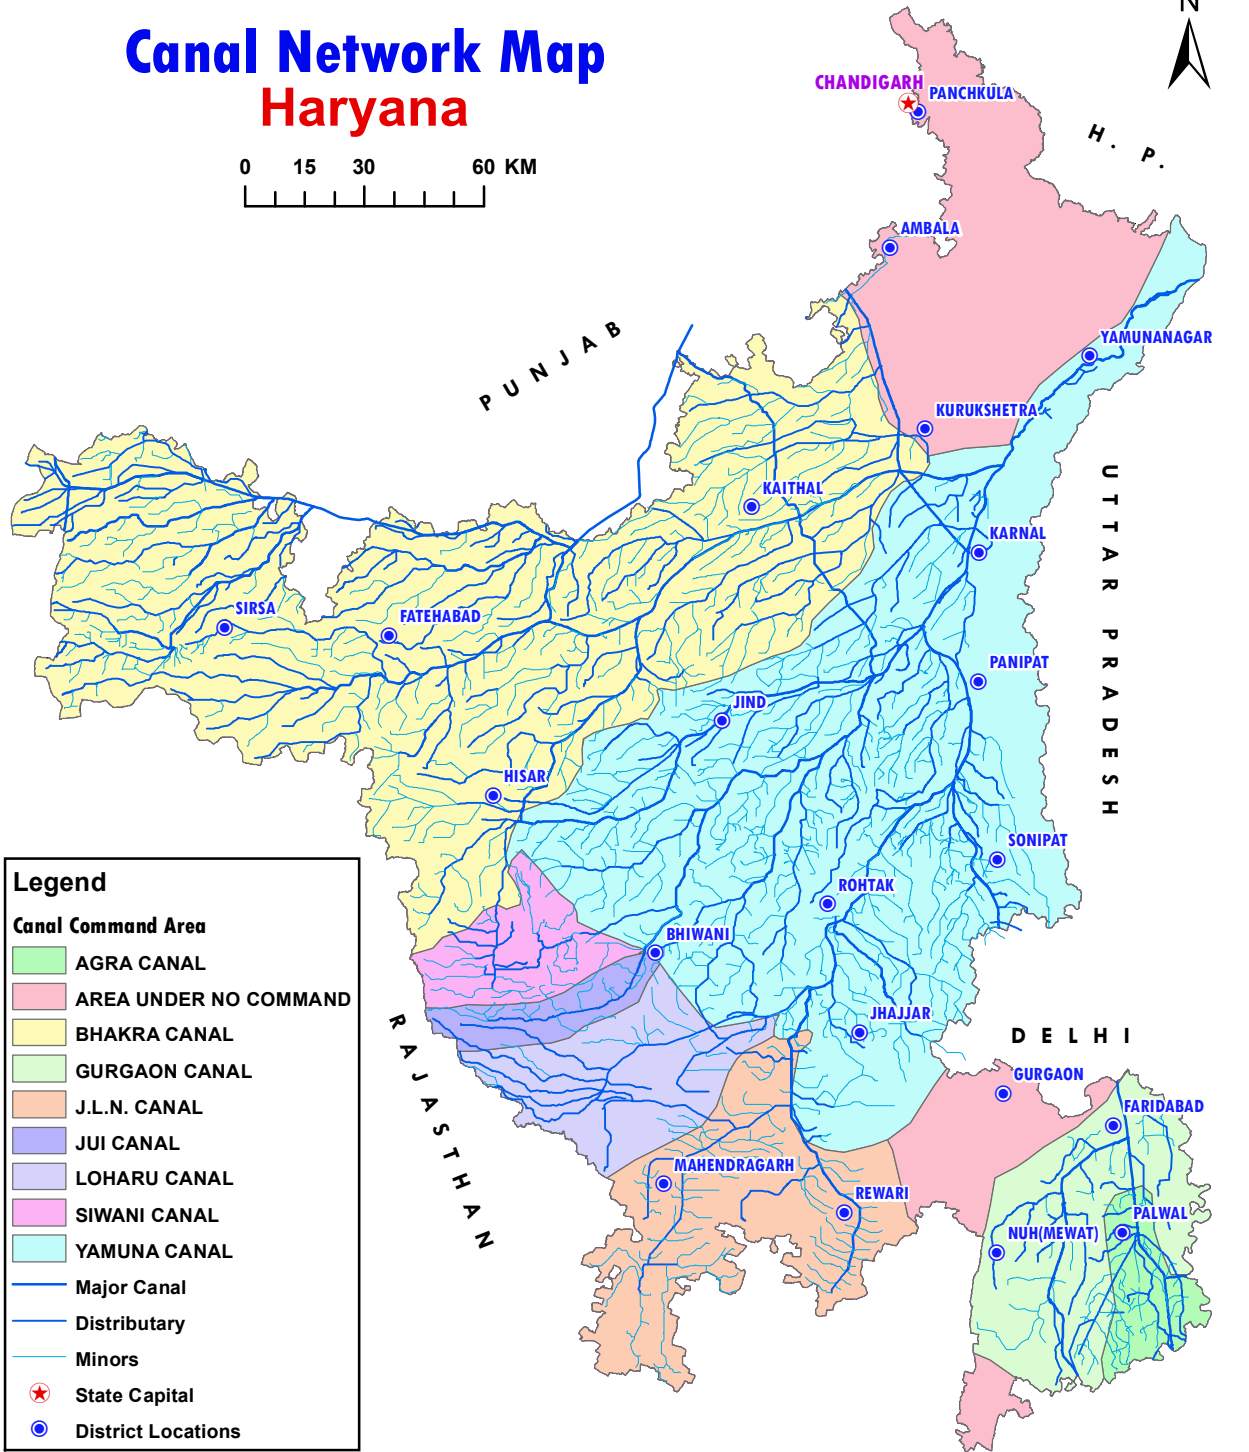 N
Canal Network Map
Haryana
0 15 30 60 KM
CHANDIGARH
PANCHKULA
H. P.
AMBALA
PUNJAB
YAMUNANAGAR
KURUKSHETRA
UTTAR PRADESH
KAITHAL
KARNAL
SIRSA
FATEHABAD
PANIPAT
JIND
HISAR
SONIPAT
ROHTAK
BHIWANI
RAJASTHAN
JHAJJAR
DELHI
GURGAON
FARIDABAD
MAHENDRAGARH
REWARI
PALWAL
NUH(MEWAT)
Legend
Canal Command Area
AGRA CANAL
AREA UNDER NO COMMAND
BHAKRA CANAL
GURGAON CANAL
J.L.N. CANAL
JUI CANAL
LOHARU CANAL
SIWANI CANAL
YAMUNA CANAL
Major Canal
Distributary
Minors
State Capital
District Locations